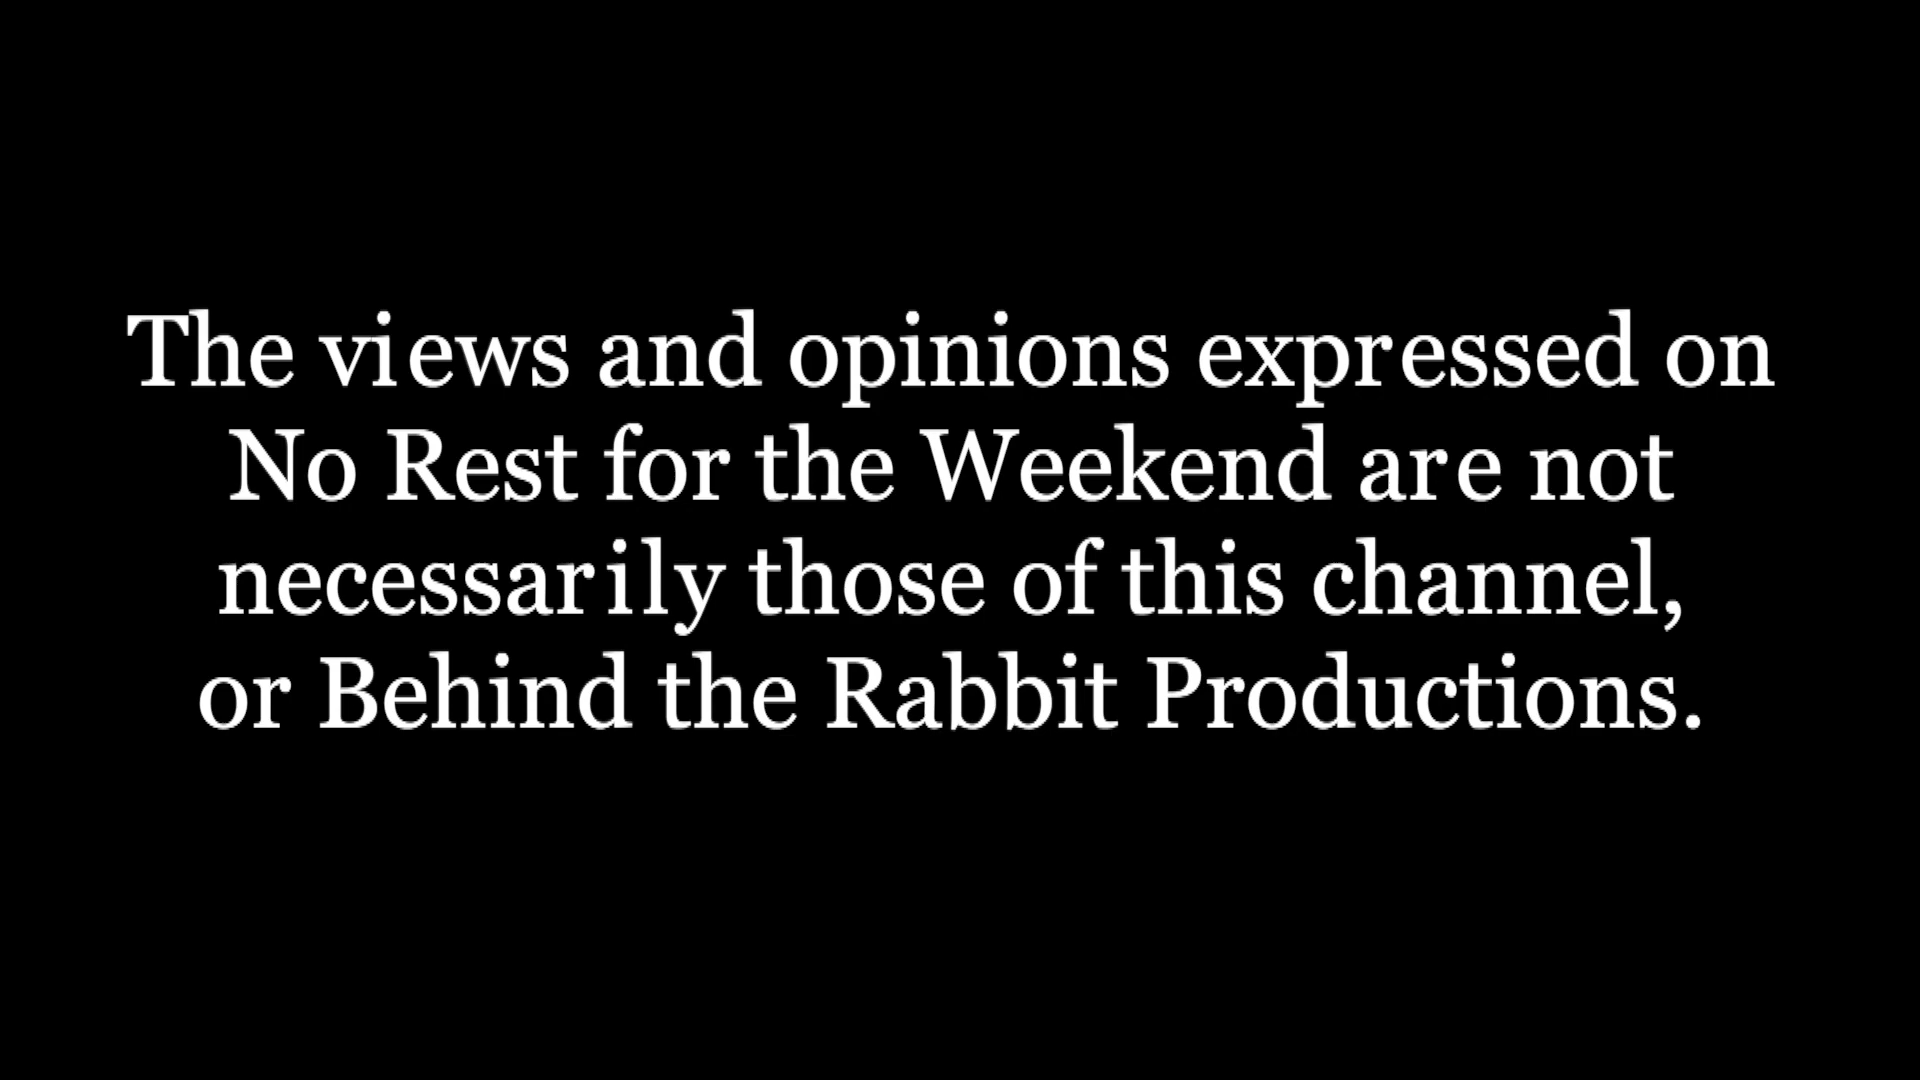 The views and opinions expressed on
No Rest for the Weekend are not
necessarily those of this channel,
or Behind the Rabbit Productions.